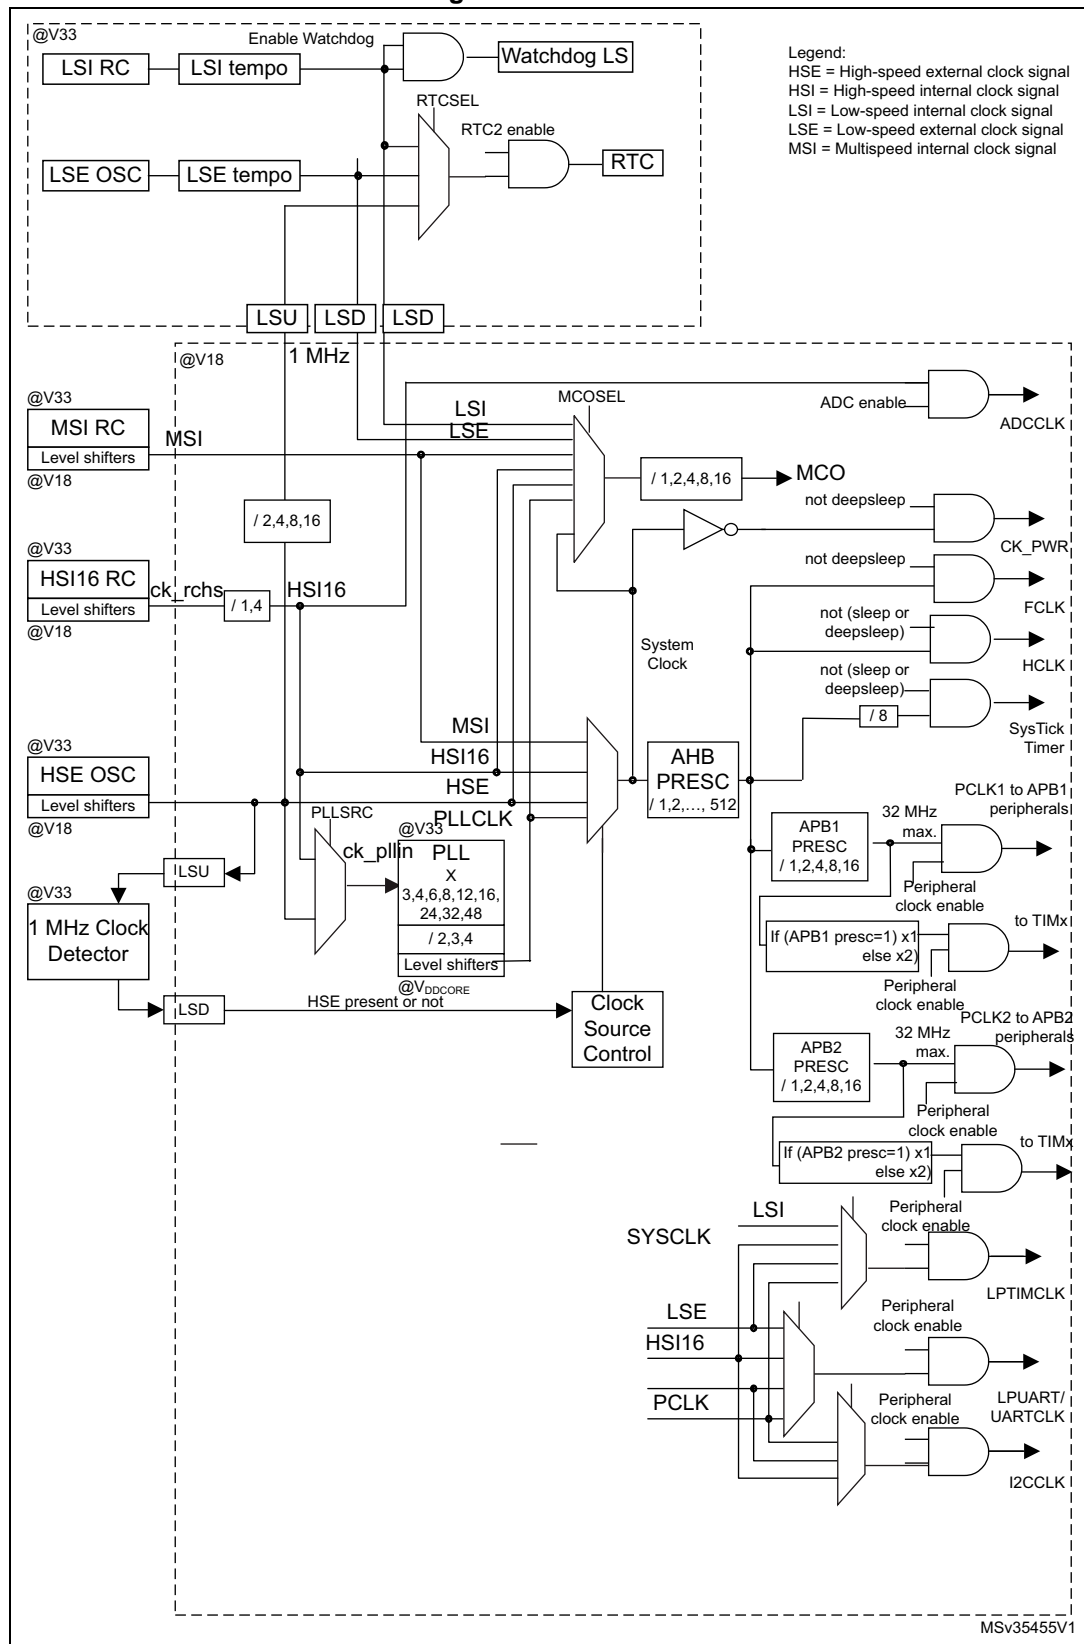 @V33
Enable Watchdog
LSI RC
LSI tempo
Watchdog LS
Legend:
HSE = High-speed external clock signal
HSI = High-speed internal clock signal
LSI = Low-speed internal clock signal
LSE = Low-speed external clock signal
MSI = Multispeed internal clock signal
RTCSEL
RTC2 enable
LSE OSC
LSE tempo
RTC
LSU
LSD
LSD
@V18
1 MHz
@V33
MSI RC
Level shifters
@V18
MSI
LSI
LSE
MCOSEL
ADC enable
ADCCLK
/ 1,2,4,8,16
MCO
/ 2,4,8,16
not deepsleep
CK_PWR
@V33
HSI16 RC
Level shifters
@V18
ck_rchs
/ 1,4
HSI16
not deepsleep
FCLK
not (sleep or
deepsleep)
HCLK
System
Clock
not (sleep or
deepsleep)
/ 8
SysTick
Timer
MSI
@V33
HSE OSC
Level shifters
@V18
HSI16
HSE
PLLCLK
AHB
PRESC
/ 1,2,..., 512
PCLK1 to APB1
peripherals
32 MHz
max.
APB1
PRESC
/ 1,2,4,8,16
Peripheral
clock enable
PLLSRC
ck_pllin
@V33
PLL
X
3,4,6,8,12,16,
24,32,48
/ 2,3,4
Level shifters
@VDDCORE
LSU
@V33
1 MHz Clock
Detector
LSD
HSE present or not
Clock
Source
Control
If (APB1 presc=1) x1
else x2)
to TIMx
Peripheral
clock enable
PCLK2 to APB2
peripherals
32 MHz
max.
APB2
PRESC
/ 1,2,4,8,16
Peripheral
clock enable
If (APB2 presc=1) x1
else x2)
to TIMx
Peripheral
clock enable
LSI
SYSCLK
LPTIMCLK
LSE
HSI16
PCLK
Peripheral
clock enable
LPUART/
UARTCLK
Peripheral
clock enable
I2CCLK
MSv35455V1